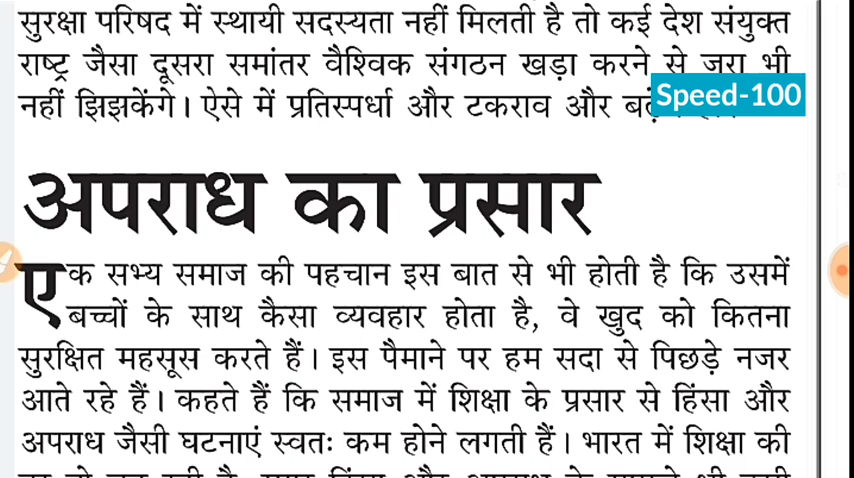 सुरक्षा परिषद में स्थायी सदस्यता नहीं मिलती है तो कई देश संयुक्त
राष्ट्र जैसा दूसरा समांतर वैश्विक संगठन खड़ा करने से जरा भी
नहीं झिझकेंगे। ऐसे में प्रतिस्पर्धा और टकराव और
Speed-100
अपराध का प्रसार
एक सभ्य समाज की पहचान इस बात से भी होती है कि उसमें
बच्चों के साथ कैसा व्यवहार होता है, वे खुद को कितना
सुरक्षित महसूस करते हैं। इस पैमाने पर हम सदा से पिछड़े नजर
आते रहे हैं। कहते हैं कि समाज में शिक्षा के प्रसार से हिंसा और
अपराध जैसी घटनाएं स्वतः कम होने लगती हैं। भारत में शिक्षा की